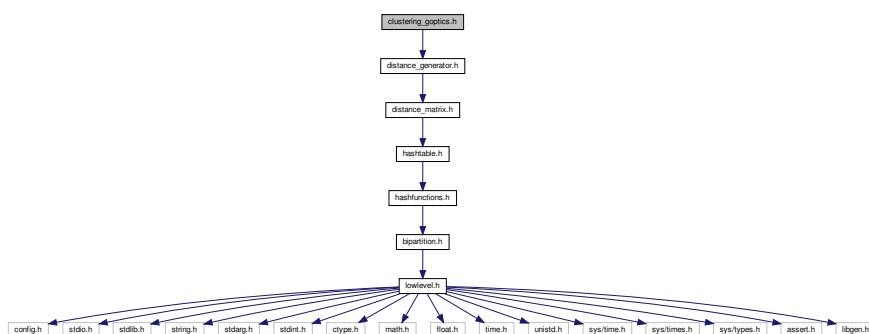 clustering_goptics.h
distance_generator.h
distance_matrix.h
hashtable.h
hashfunctions.h
bipartition.h
lowlevel.h
config.h stdio.h stdlib.h string.h stdarg.h stdint.h ctype.h math.h float.h time.h unistd.h sys/time.h sys/times.h sys/types.h assert.h libgen.h